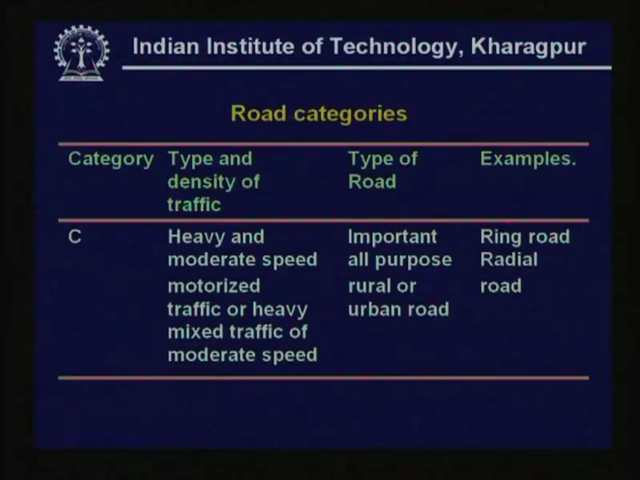 Indian Institute of Technology, Kharagpur
Road categories
Category Type and Type of Examples.
density of Road
traffic
C Heavy and Important Ring road
moderate speed all purpose Radial
motorized rural or road
traffic or heavy urban road
mixed traffic of
moderate speed